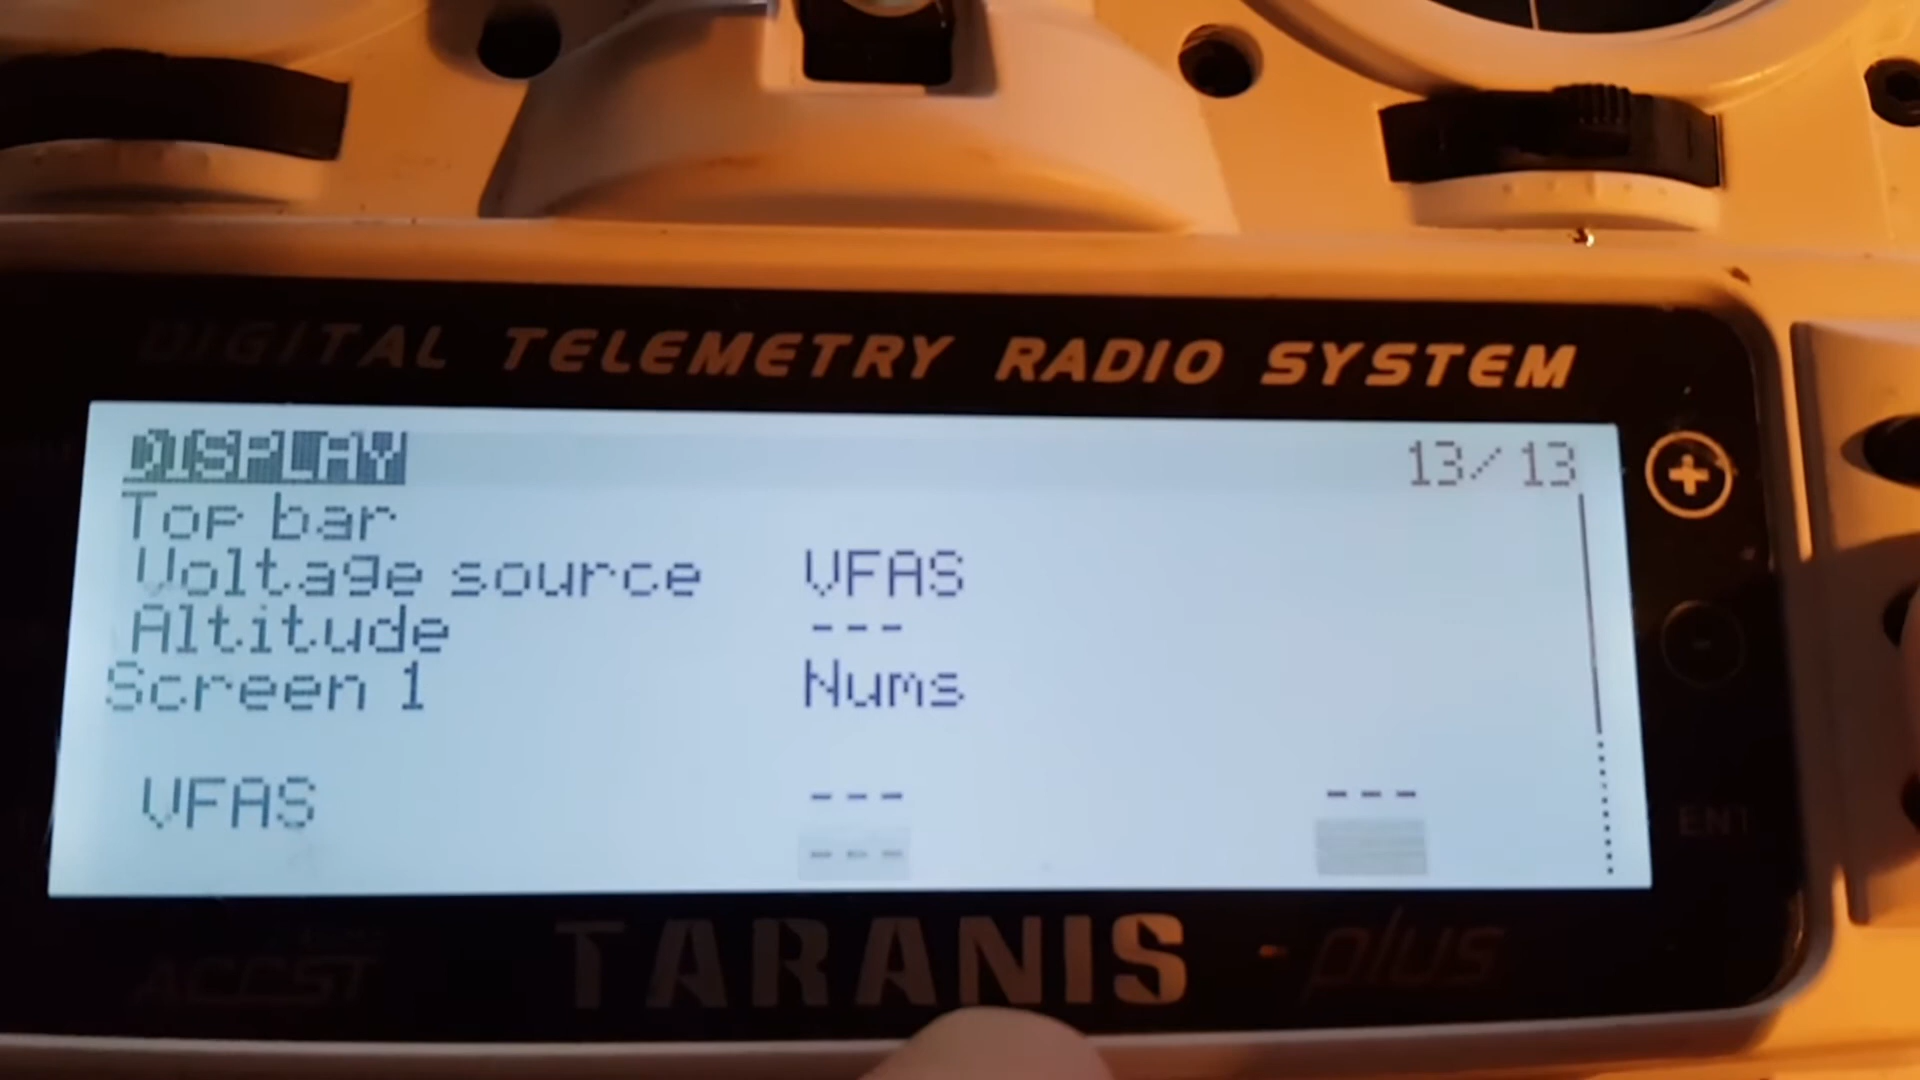 DIGITAL TELEMETRY RADIO SYSTEM
DISPLAY 13/13
Top bar
Voltage source VFAS
Altitude ---
Screen 1 Nums
VFAS --- ---
---
ENT
ACCST
TARANIS plus